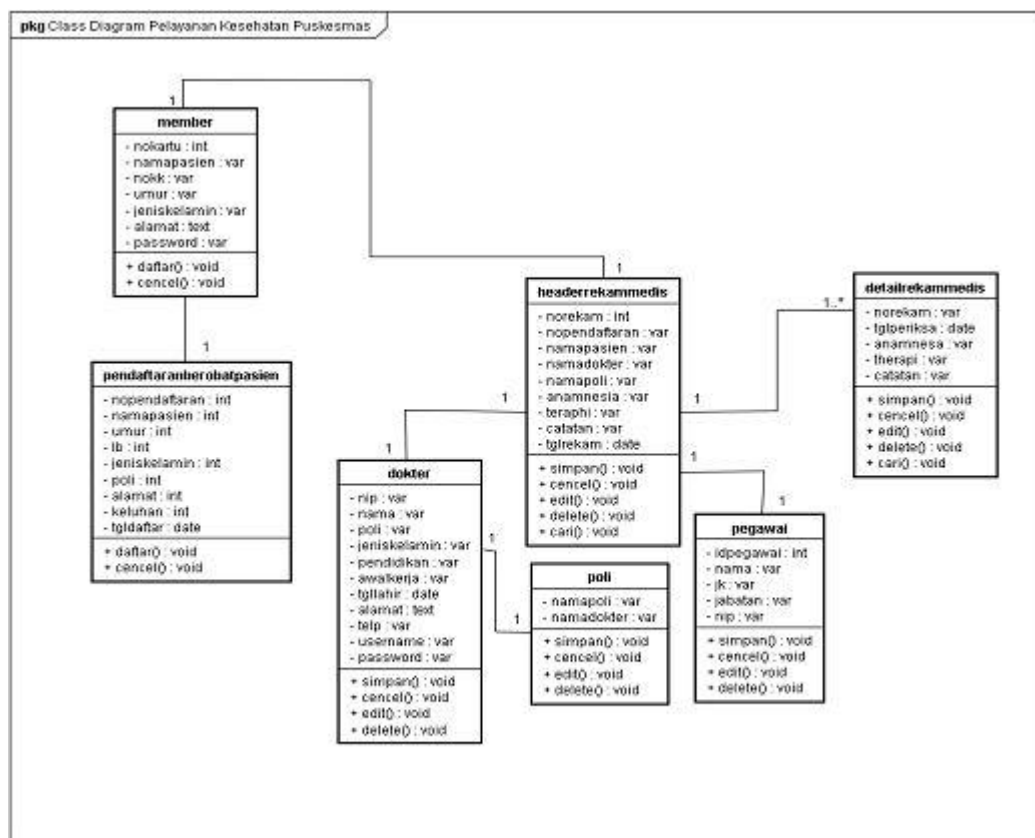 pkg Class Diagram Pelayanan Kesehatan Puskesmas
1
member
- nokartu : int
- namapasien : var
- nokk : var
- umur : var
- jeniskelamin : var
- alamat : text
- password : var
+ daftar() : void
+ cencel() : void
1
pendaftaranberobatpasien
- nopendaftaran : int
- namapasien : int
- umur : int
- lb : int
- jeniskelamin : int
- poli : int
- alamat : int
- keluhan : int
- tgldaftar : date
+ daftar() : void
+ cencel() : void
1
headerrekammedis
- norekam : int
- nopendaftaran : var
- namapasien : var
- namadokter : var
- namapoli : var
- anamnesia : var
- teraphi : var
- catatan : var
- tglrekam : date
+ simpan() : void
+ cencel() : void
+ edit() : void
+ delete() : void
+ cari() : void
1
1
1
1..*
detailrekammedis
- norekam : var
- tglperiksa : date
- anamnesa : var
- therapi : var
- catatan : var
+ simpan() : void
+ cencel() : void
+ edit() : void
+ delete() : void
+ cari() : void
1
dokter
- nip : var
- nama : var
- poli : var
- jeniskelamin : var
- pendidikan : var
- awalkerja : var
- tgllahir : date
- alamat : text
- telp : var
- username : var
- password : var
+ simpan() : void
+ cencel() : void
+ edit() : void
+ delete() : void
1
1
poli
- namapoli : var
- namadokter : var
+ simpan() : void
+ cencel() : void
+ edit() : void
+ delete() : void
1
pegawai
- idpegawai : int
- nama : var
- jk : var
- jabatan : var
- nip : var
+ simpan() : void
+ cencel() : void
+ edit() : void
+ delete() : void